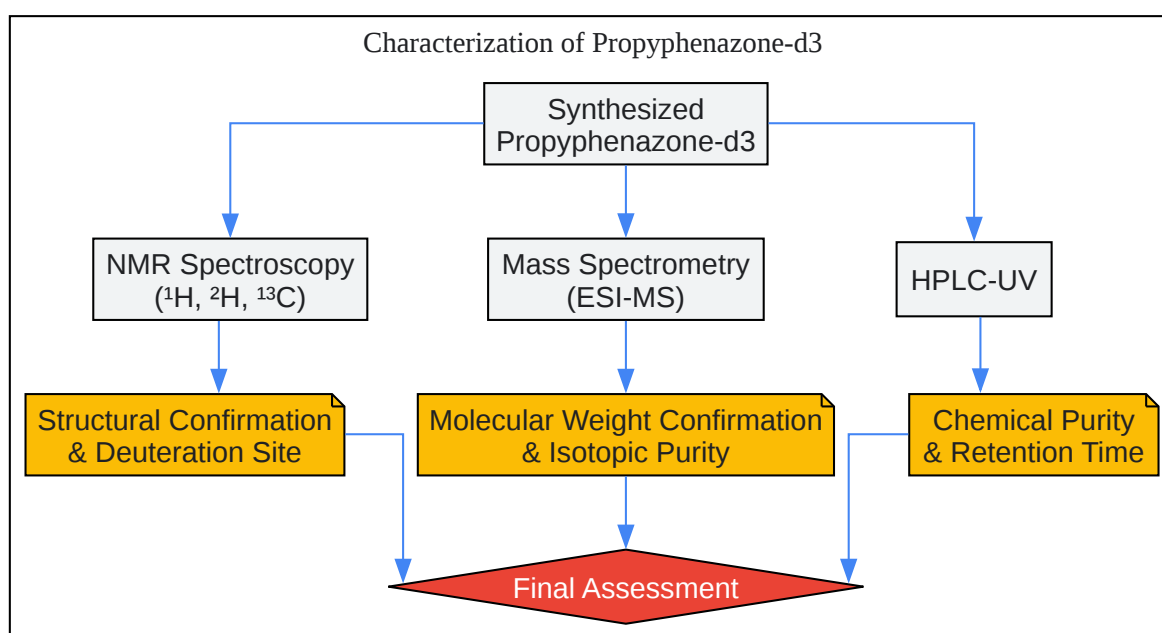 Characterization of Propyphenazone-d3
Synthesized
Propyphenazone-d3
NMR Spectroscopy
(¹H, ²H, ¹³C)
Mass Spectrometry
(ESI-MS)
HPLC-UV
Structural Confirmation
& Deuteration Site
Molecular Weight Confirmation
& Isotopic Purity
Chemical Purity
& Retention Time
Final Assessment